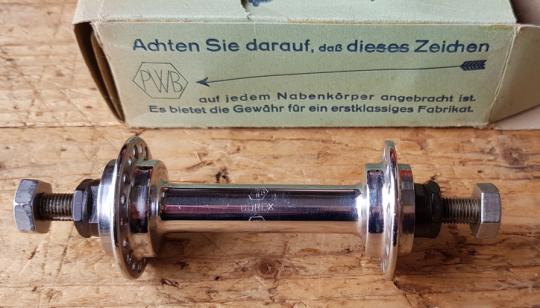 Achten Sie darauf, daß dieses Zeichen
PWB
auf jedem Nabenkörper angebracht ist.
Es bietet die Gewähr für ein erstklassiges Fabrikat.